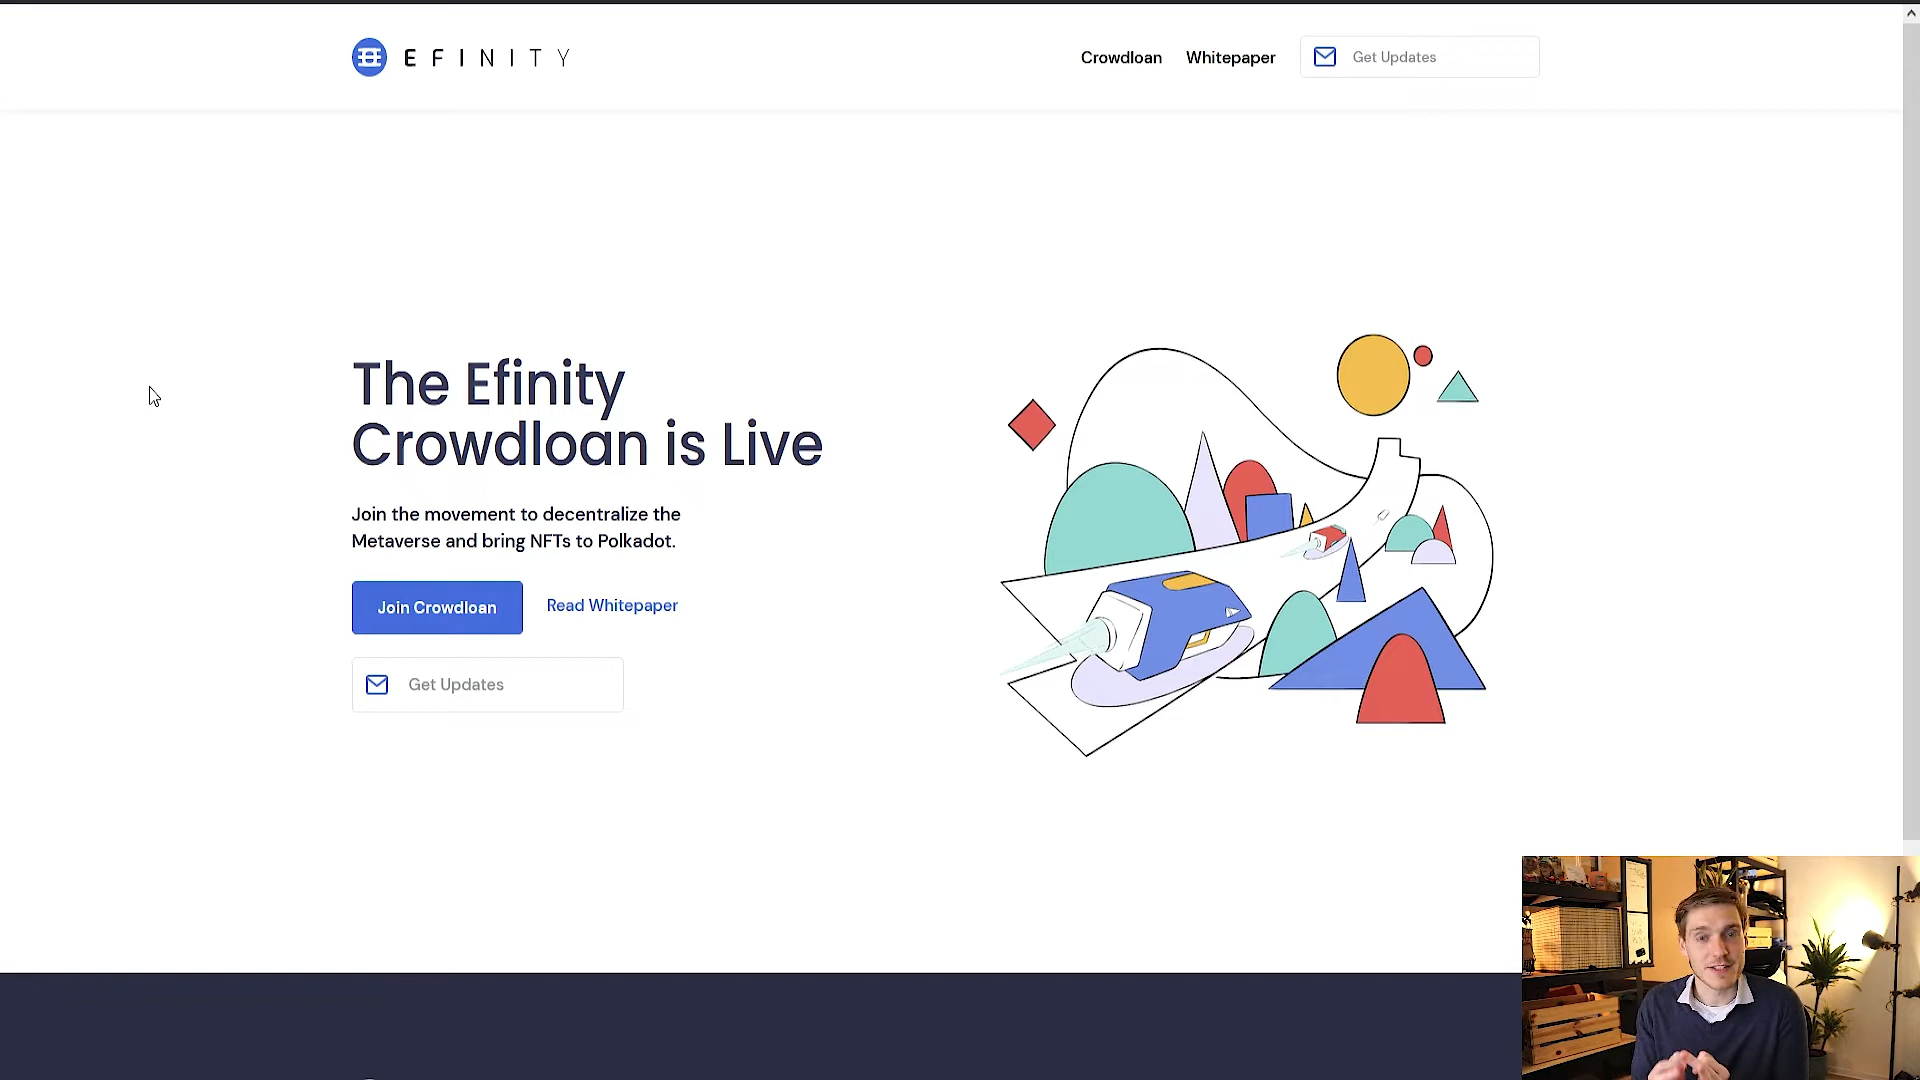 EFINITY
Crowdloan
Whitepaper
Get Updates
The Efinity
Crowdloan is Live
Join the movement to decentralize the
Metaverse and bring NFTs to Polkadot.
Join Crowdloan
Read Whitepaper
Get Updates